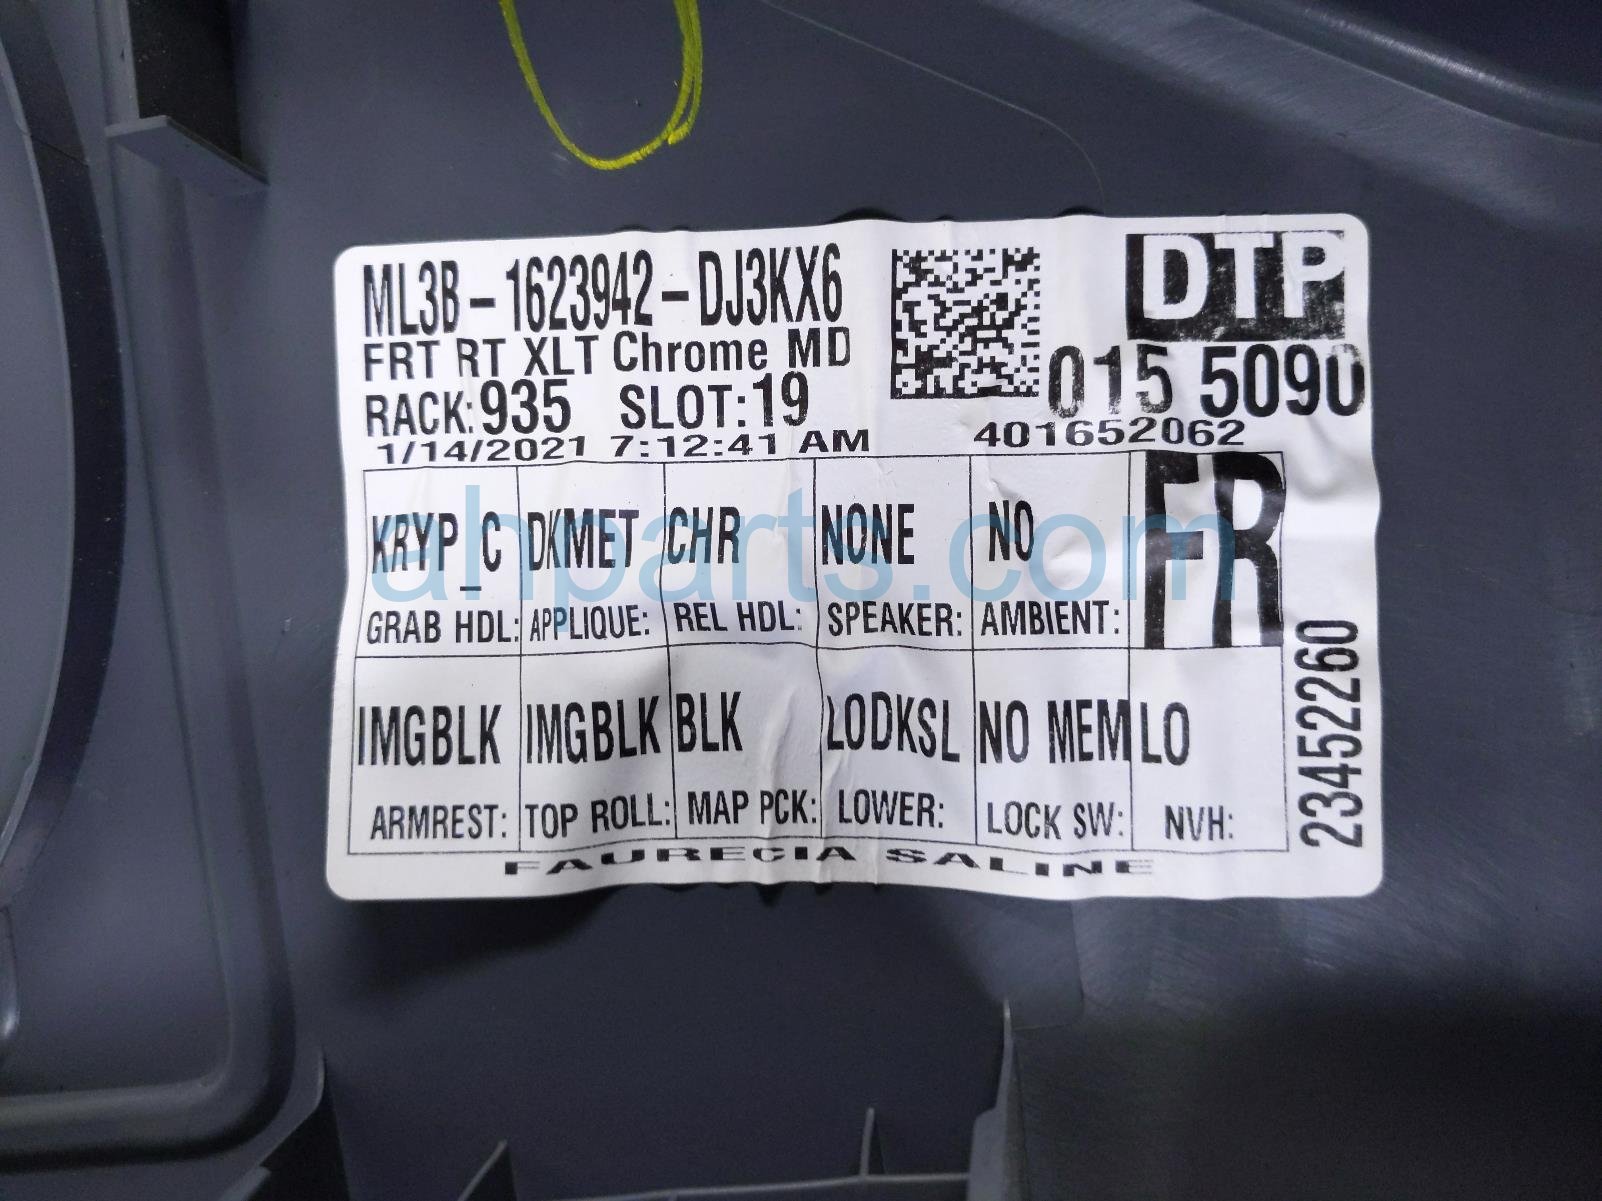 ML3B-1623942-DJ3KX6
FRT RT XLT Chrome MD
RACK:935 SLOT:19
1/14/2021 7:12:41 AM
DTP
015 5090
401652062
KRYP_C DKMET CHR NONE NO FR
GRAB HDL: APPLIQUE: REL HDL: SPEAKER: AMBIENT:
IMGBLK IMGBLK BLK LODKSL NO MEM LO
ARMREST: TOP ROLL: MAP PCK: LOWER: LOCK SW: NVH:
FAURECIA SALINE
23452260
ahparts.com